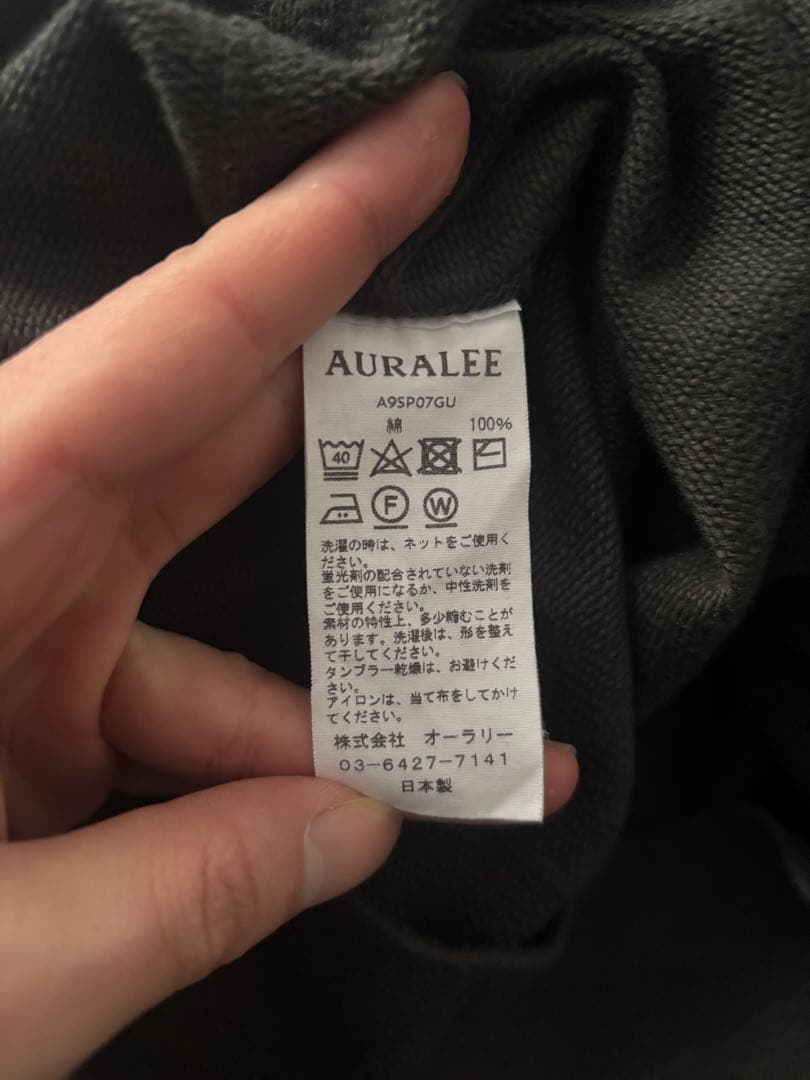 AURALEE
A9SP07GU
綿 100%
40
F W
洗濯の時は、ネットをご使用く
ださい。
蛍光剤の配合されていない洗剤
をご使用になるか、中性洗剤を
ご使用ください。
素材の特性上、多少縮むことが
あります。洗濯後は、形を整え
て干してください。
タンブラー乾燥は、お避けくだ
さい。
アイロンは、当て布をしてかけ
てください。
株式会社 オーラリー
03-6427-7141
日本製